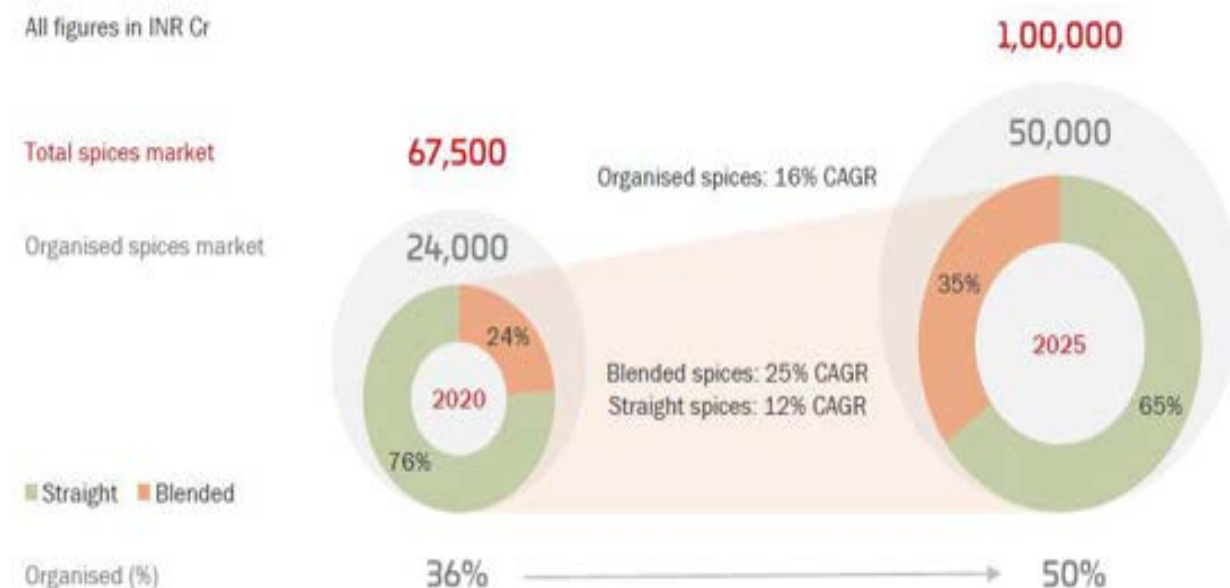 All figures in INR Cr
1,00,000
Total spices market
67,500
50,000
Organised spices: 16% CAGR
Organised spices market
24,000
35%
24%
2025
Blended spices: 25% CAGR
2020
Straight spices: 12% CAGR
65%
76%
Straight Blended
Organised (%)
36%
50%